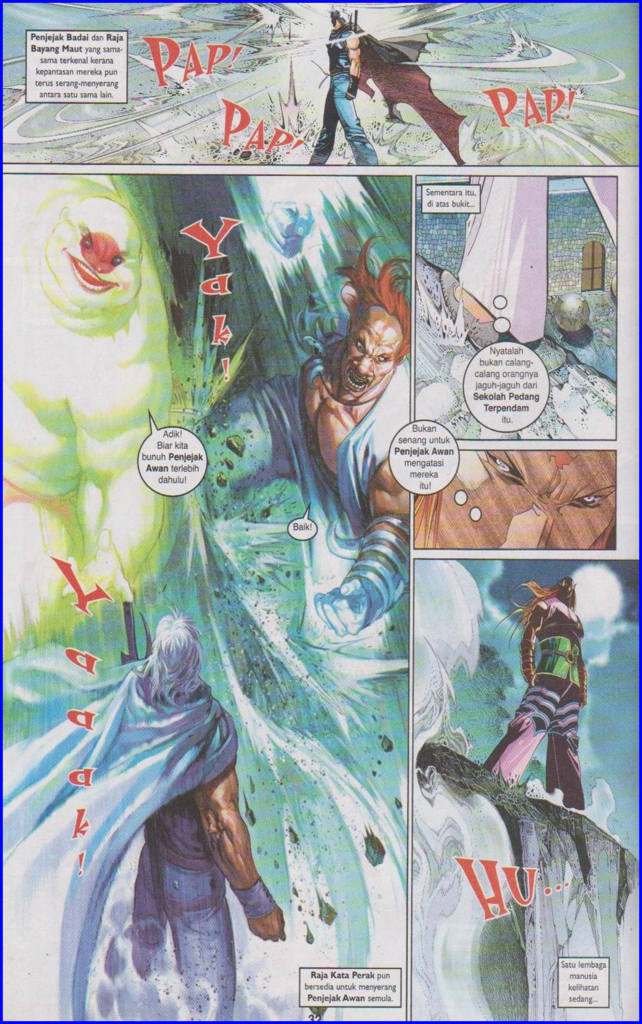 Penjejak Badai dan Raja
Bayang Maut yang sama-
sama terkenal kerana
kepantasan mereka pun
terus serang-menyerang
antara satu sama lain.
PAP!
PAP!
PAP!
Yak!
Adik!
Biar kita
bunuh Penjejak
Awan terlebih
dahulu!
Baik!
Laaak!
Raja Kata Perak pun
bersedia untuk menyerang
Penjejak Awan semula.
Sementara itu,
di atas bukit...
Nyatalah
bukan calang-
calang orangnya
jaguh-jaguh dari
Sekolah Pedang
Terpendam
itu.
Bukan
senang untuk
Penjejak Awan
mengatasi
mereka
itu!
HU...
Satu lembaga
manusia
kelihatan
sedang...
32